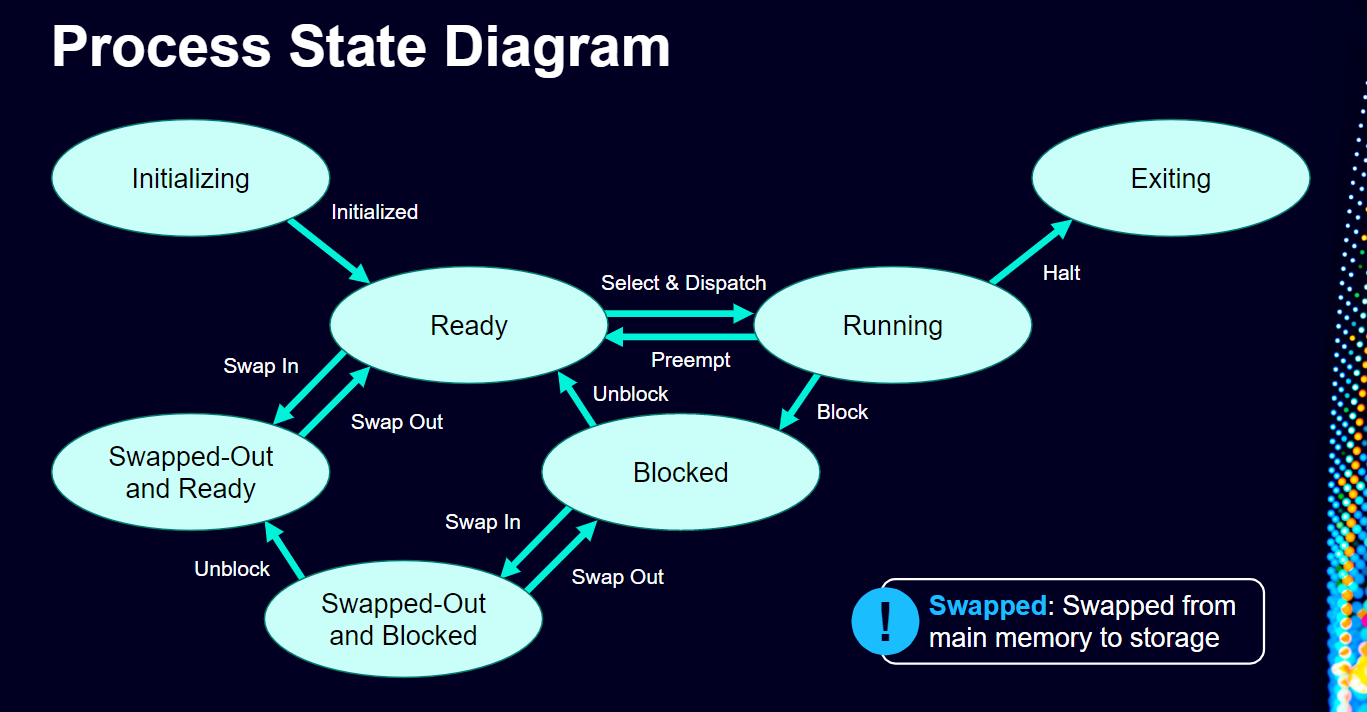 Process State Diagram
Initializing
Exiting
Initialized
Halt
Select & Dispatch
Ready
Running
Preempt
Swap In
Unblock
Block
Swap Out
Swapped-Out
and Ready
Blocked
Swap In
Unblock
Swap Out
Swapped-Out
and Blocked
!
Swapped: Swapped from
main memory to storage